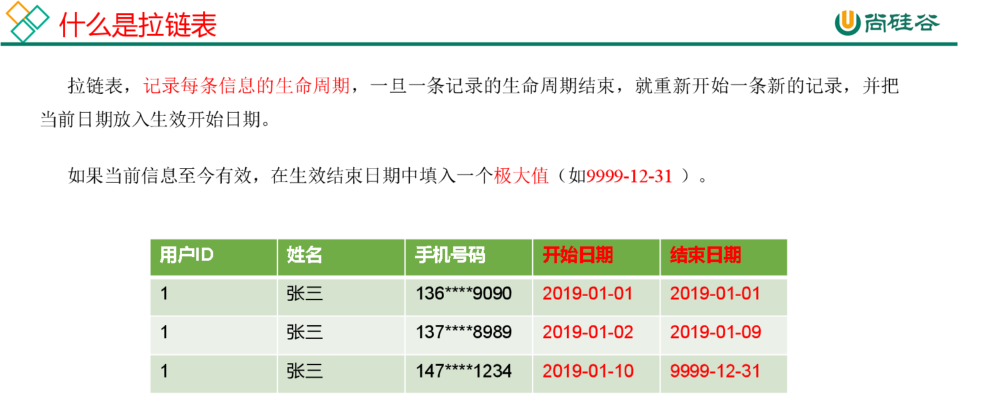 什么是拉链表
尚硅谷
拉链表，记录每条信息的生命周期，一旦一条记录的生命周期结束，就重新开始一条新的记录，并把
当前日期放入生效开始日期。
如果当前信息至今有效，在生效结束日期中填入一个极大值（如9999-12-31 ）。
用户ID 姓名 手机号码 开始日期 结束日期
1 张三 136****9090 2019-01-01 2019-01-01
1 张三 137****8989 2019-01-02 2019-01-09
1 张三 147****1234 2019-01-10 9999-12-31